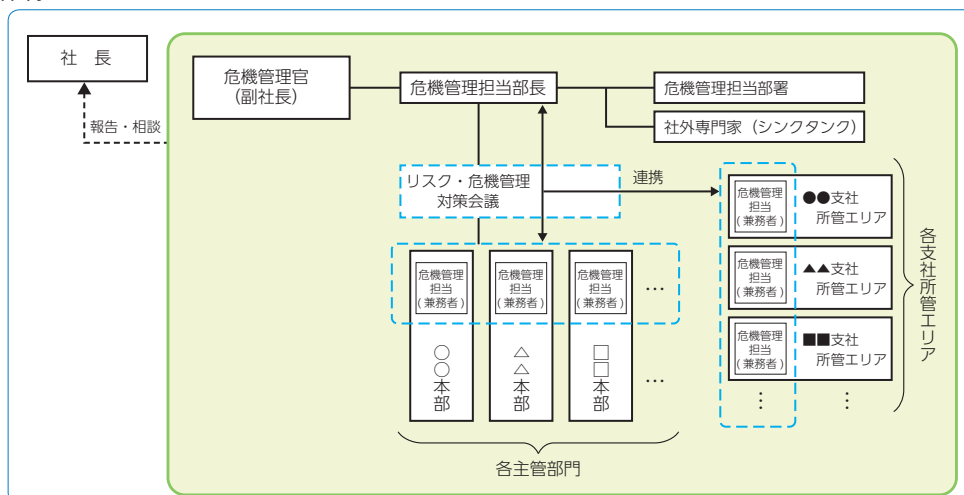 社 長
報告・相談
危機管理官
(副社長)
危機管理担当部長
危機管理担当部署
社外専門家（シンクタンク）
リスク・危機管理
対策会議
連携
危機管理
担当
(兼務者)
●●支社
所管エリア
危機管理
担当
(兼務者)
▲▲支社
所管エリア
危機管理
担当
(兼務者)
■■支社
所管エリア
⋮
⋮
各支社所管エリア
危機管理
担当
(兼務者)
危機管理
担当
(兼務者)
危機管理
担当
(兼務者)
…
○○本部
△△本部
□□本部
…
各主管部門